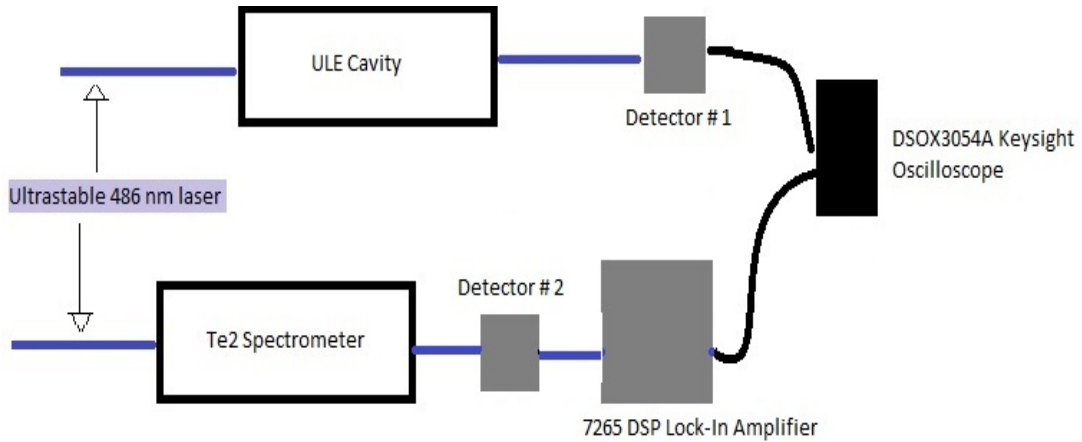 ULE Cavity
Detector # 1
DSOX3054A Keysight
Oscilloscope
Ultrastable 486 nm laser
Detector # 2
Te2 Spectrometer
7265 DSP Lock-In Amplifier